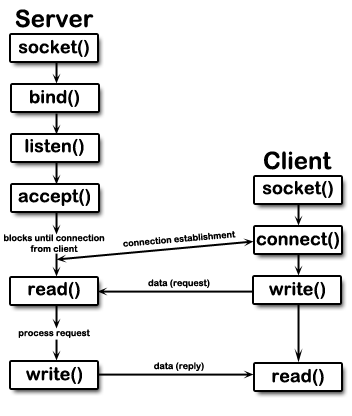 Server
socket()
bind()
listen()
accept()
blocks until connection
from client
read()
process request
write()
Client
socket()
connect()
write()
read()
connection establishment
data (request)
data (reply)